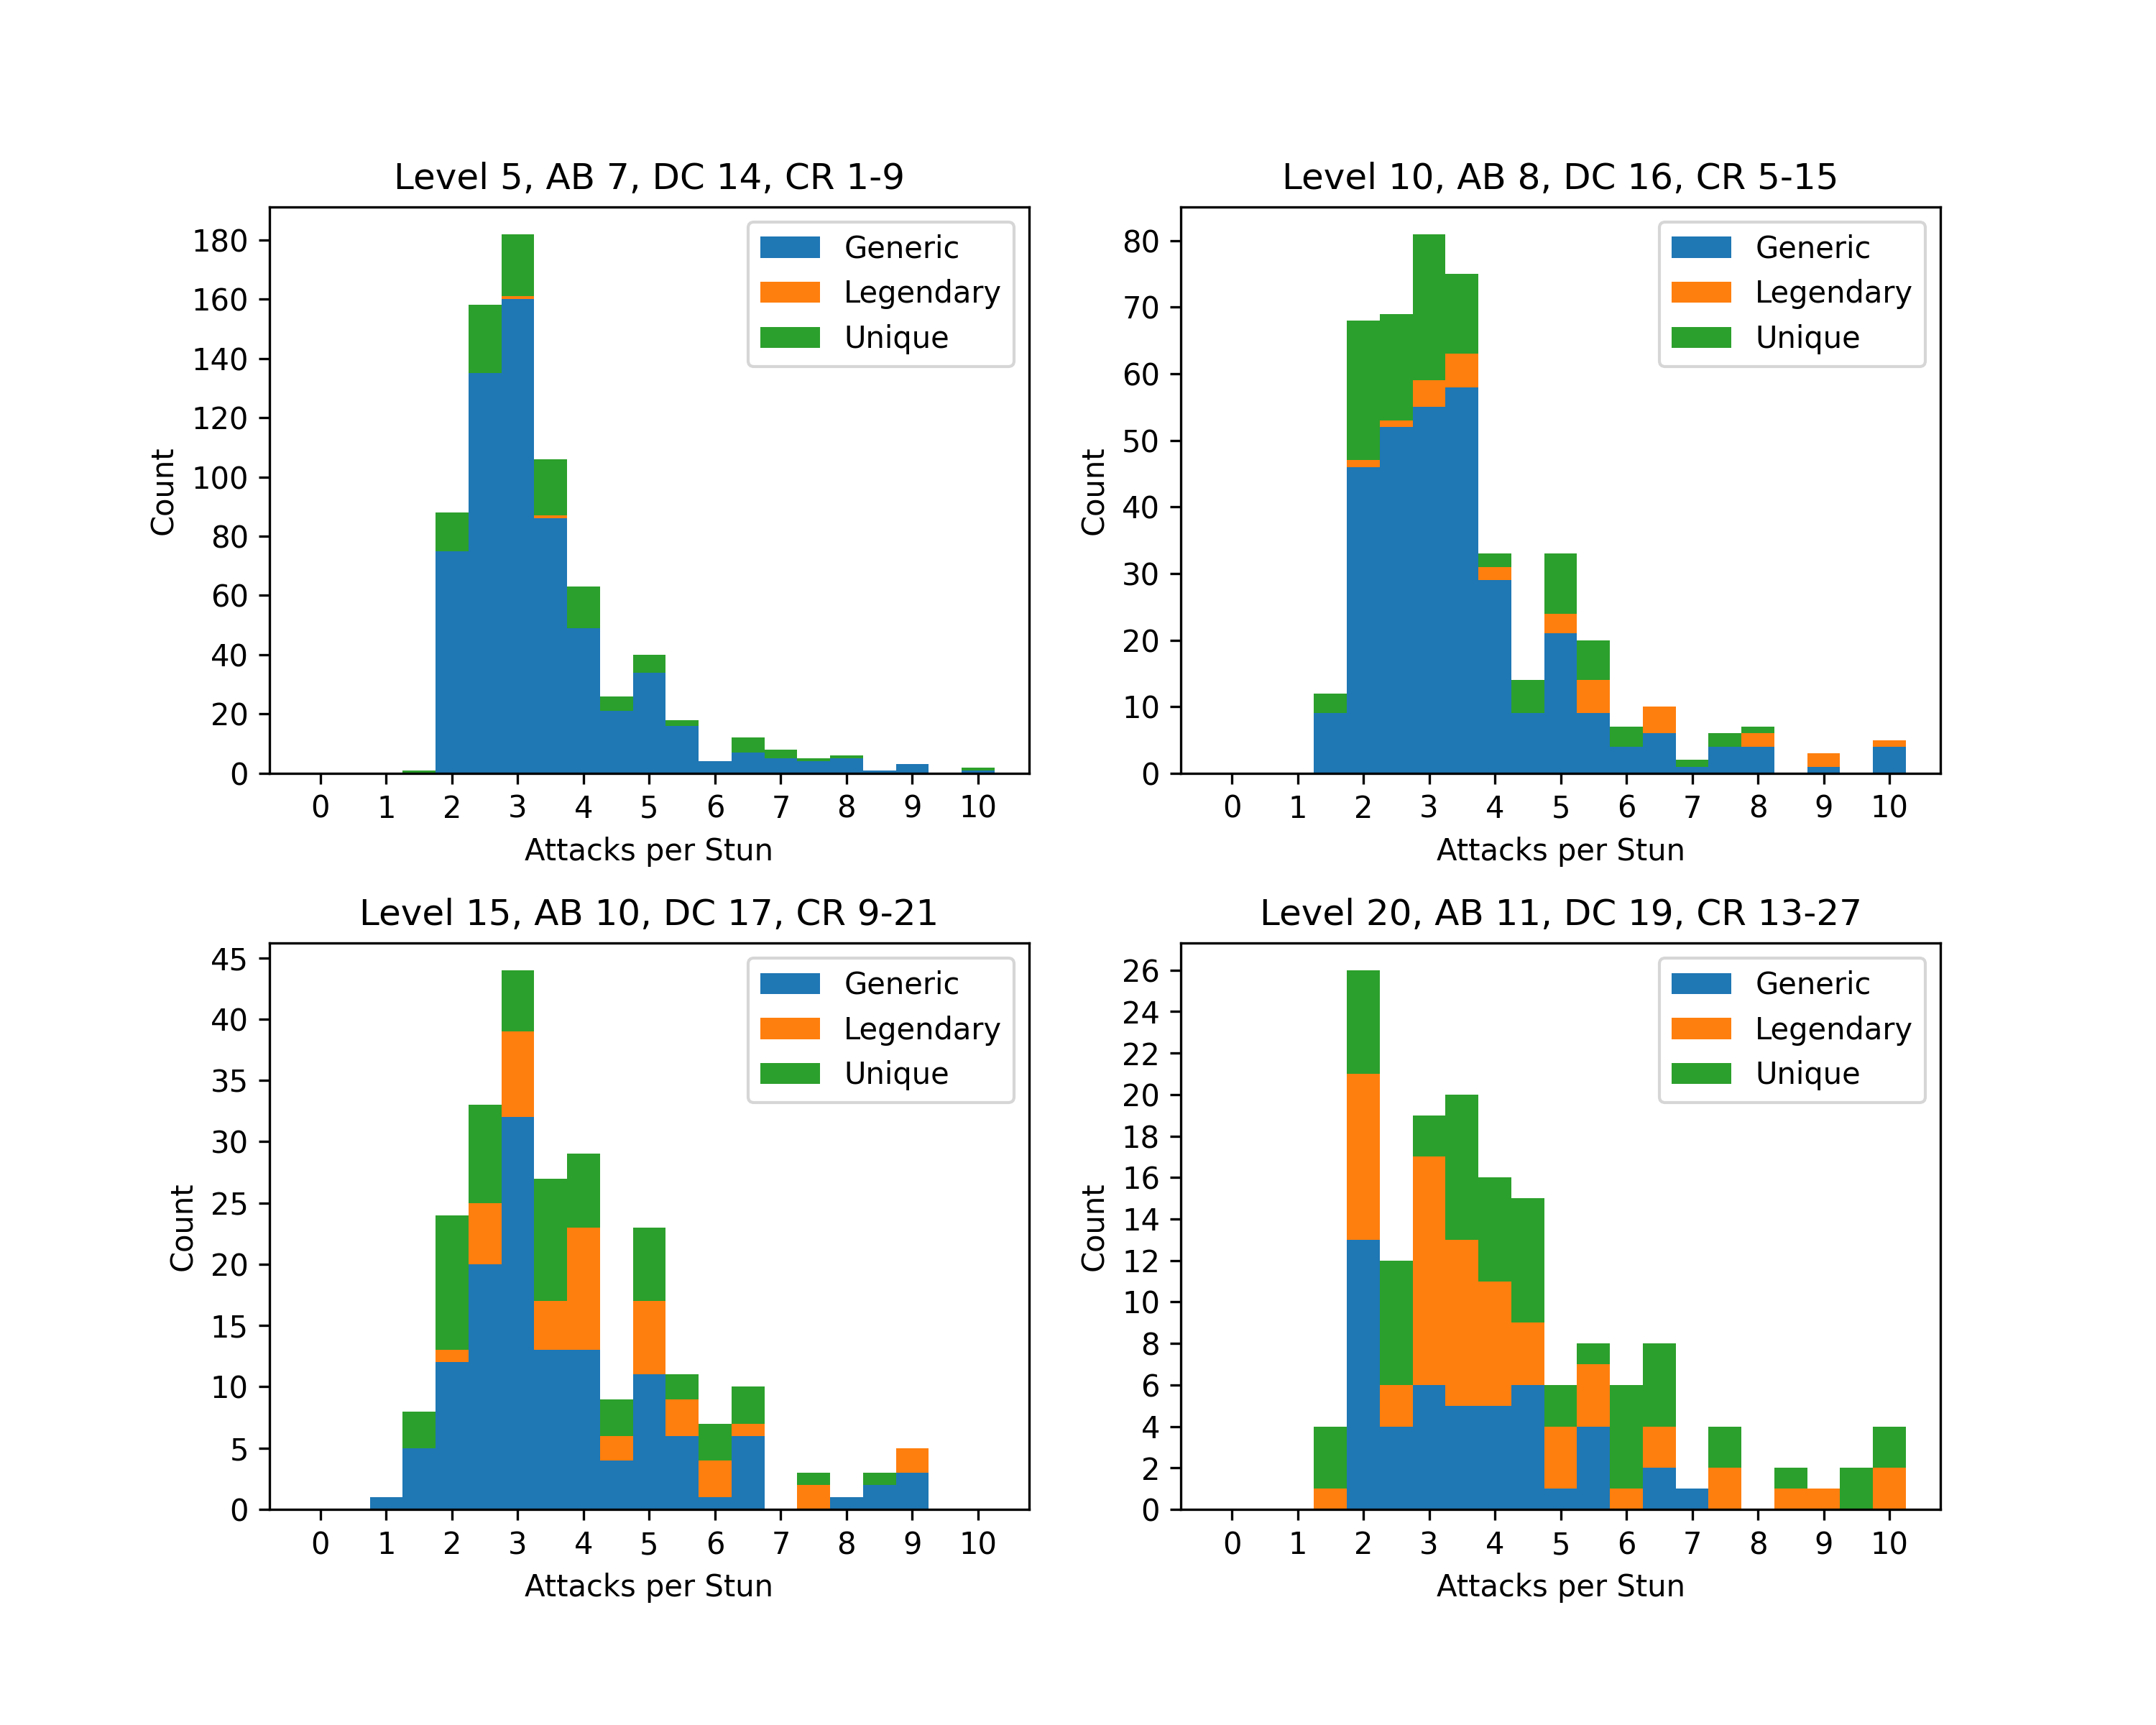 Level 5, AB 7, DC 14, CR 1-9
Count
180
160
140
120
100
80
60
40
20
0
Generic
Legendary
Unique
0 1 2 3 4 5 6 7 8 9 10
Attacks per Stun
Level 10, AB 8, DC 16, CR 5-15
Count
80
70
60
50
40
30
20
10
0
Generic
Legendary
Unique
0 1 2 3 4 5 6 7 8 9 10
Attacks per Stun
Level 15, AB 10, DC 17, CR 9-21
Count
45
40
35
30
25
20
15
10
5
0
Generic
Legendary
Unique
0 1 2 3 4 5 6 7 8 9 10
Attacks per Stun
Level 20, AB 11, DC 19, CR 13-27
Count
26
24
22
20
18
16
14
12
10
8
6
4
2
0
Generic
Legendary
Unique
0 1 2 3 4 5 6 7 8 9 10
Attacks per Stun